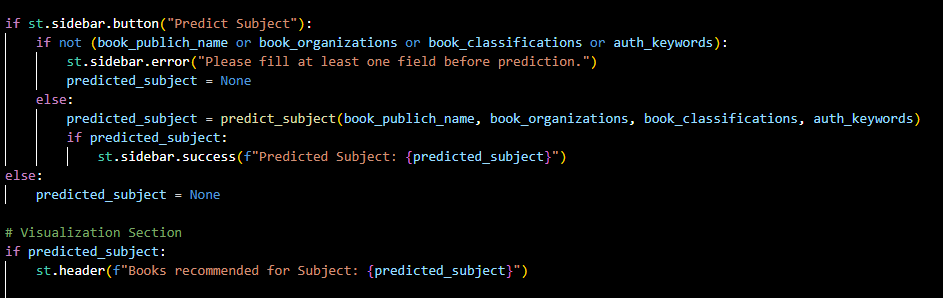 if st.sidebar.button("Predict Subject"):
    if not (book_publich_name or book_organizations or book_classifications or auth_keywords):
        st.sidebar.error("Please fill at least one field before prediction.")
        predicted_subject = None
    else:
        predicted_subject = predict_subject(book_publich_name, book_organizations, book_classifications, auth_keywords)
        if predicted_subject:
            st.sidebar.success(f"Predicted Subject: {predicted_subject}")
else:
    predicted_subject = None

# Visualization Section
if predicted_subject:
    st.header(f"Books recommended for Subject: {predicted_subject}")